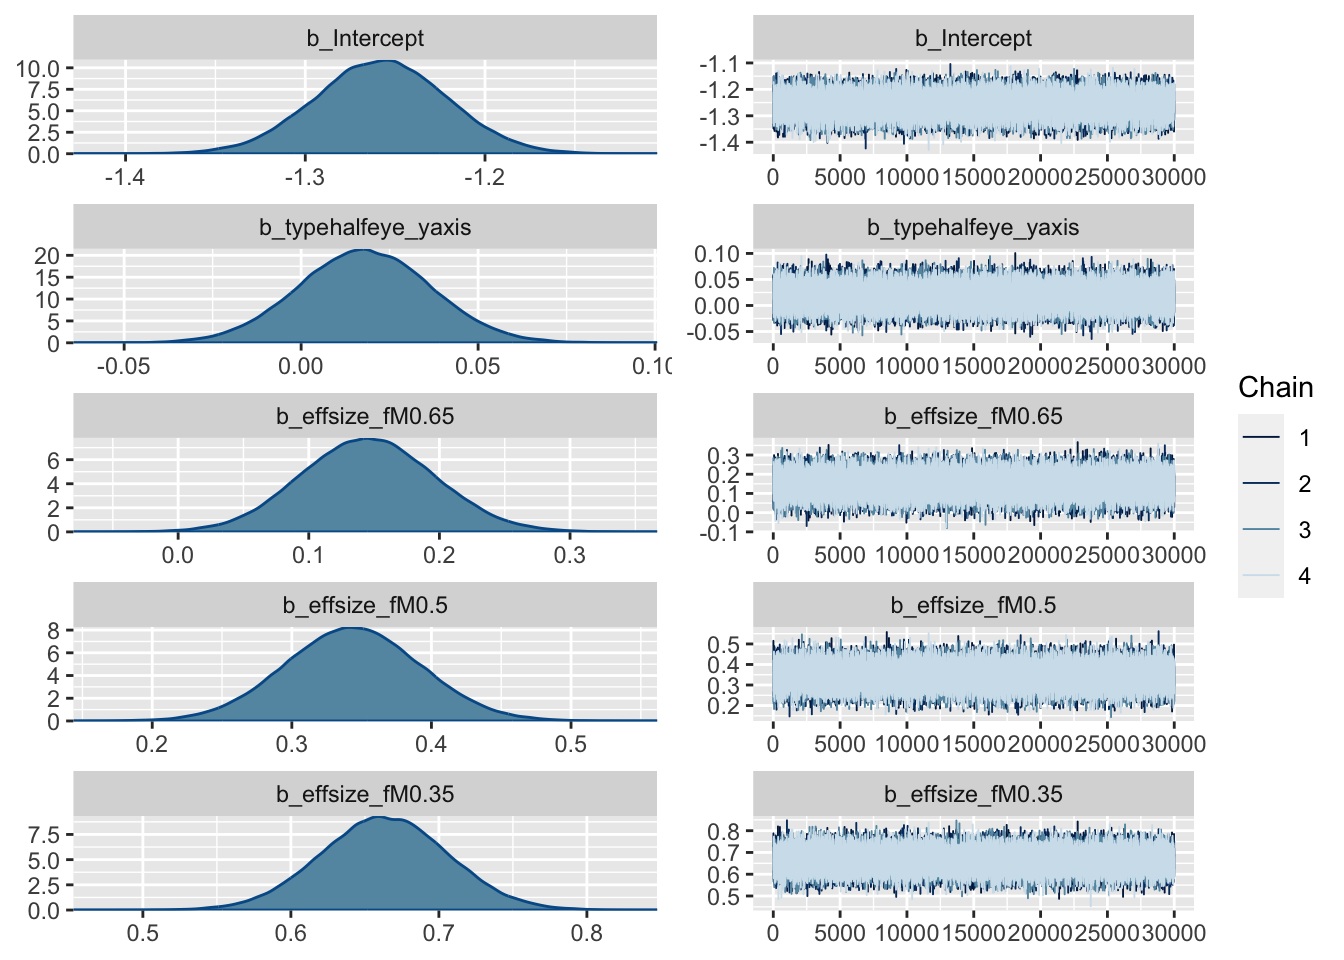 b_Intercept
10.0
7.5
5.0
2.5
0.0
-1.4 -1.3 -1.2
b_Intercept
-1.1
-1.2
-1.3
-1.4
0 5000 10000 15000 20000 25000 30000
b_typehalfeye_yaxis
20
15
10
5
0
-0.05 0.00 0.05 0.10
b_typehalfeye_yaxis
0.10
0.05
0.00
-0.05
0 5000 10000 15000 20000 25000 30000
b_effsize_fM0.65
6
4
2
0
0.0 0.1 0.2 0.3
b_effsize_fM0.65
0.3
0.2
0.1
0.0
-0.1
0 5000 10000 15000 20000 25000 30000
b_effsize_fM0.5
8
6
4
2
0
0.2 0.3 0.4 0.5
b_effsize_fM0.5
0.5
0.4
0.3
0.2
0 5000 10000 15000 20000 25000 30000
b_effsize_fM0.35
7.5
5.0
2.5
0.0
0.5 0.6 0.7 0.8
b_effsize_fM0.35
0.8
0.7
0.6
0.5
0 5000 10000 15000 20000 25000 30000
Chain
1
2
3
4